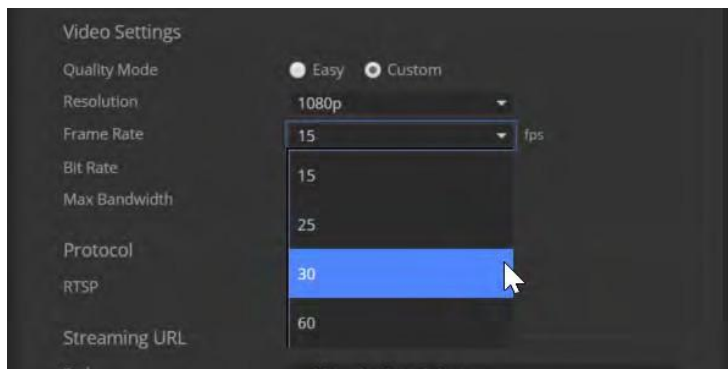 Video Settings
Quality Mode Easy Custom
Resolution 1080p
Frame Rate 15 fps
Bit Rate 15
Max Bandwidth
25
Protocol
30
RTSP
60
Streaming URL